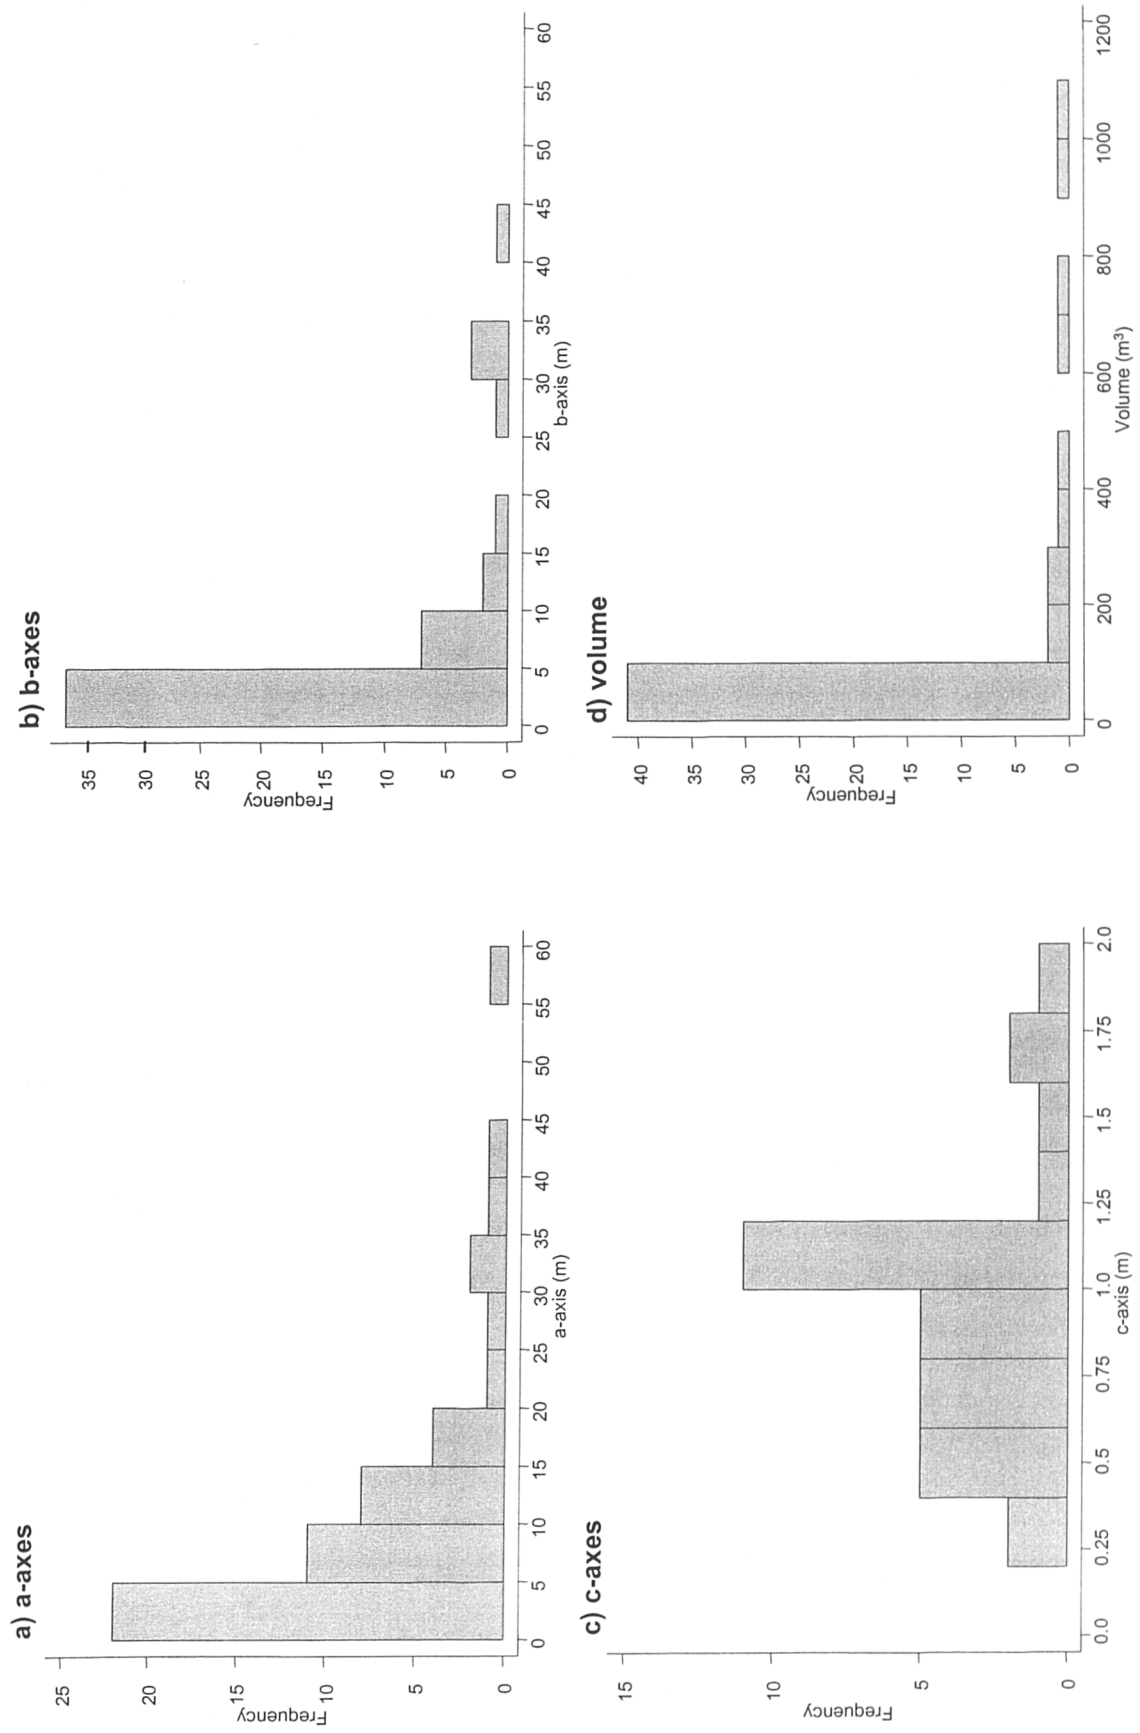 a) a-axes
25
20
15
10
5
0
Frequency
0 5 10 15 20 25 30 35 40 45 50 55 60
a-axis (m)
b) b-axes
35
30
25
20
15
10
5
0
Frequency
0 5 10 15 20 25 30 35 40 45 50 55 60
b-axis (m)
c) c-axes
15
10
5
0
Frequency
0.0 0.25 0.5 0.75 1.0 1.25 1.5 1.75 2.0
c-axis (m)
d) volume
40
35
30
25
20
15
10
5
0
Frequency
0 200 400 600 800 1000 1200
Volume (m³)